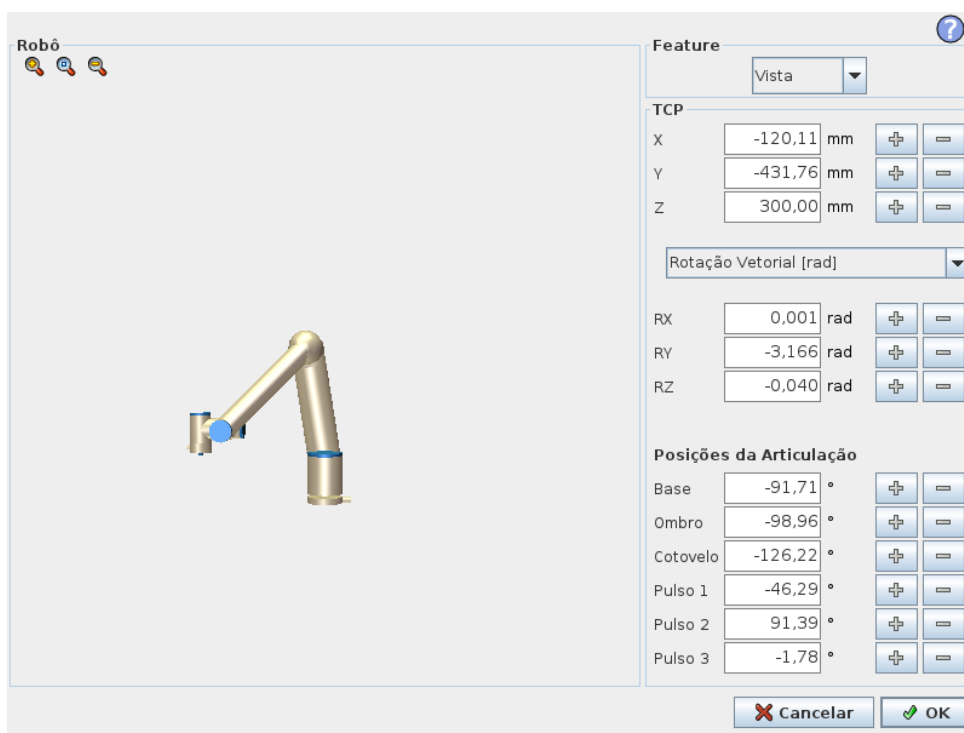 Robô
Feature
Vista
TCP
X -120,11 mm
Y -431,76 mm
Z 300,00 mm
Rotação Vetorial [rad]
RX 0,001 rad
RY -3,166 rad
RZ -0,040 rad
Posições da Articulação
Base -91,71 °
Ombro -98,96 °
Cotovelo -126,22 °
Pulso 1 -46,29 °
Pulso 2 91,39 °
Pulso 3 -1,78 °
Cancelar OK